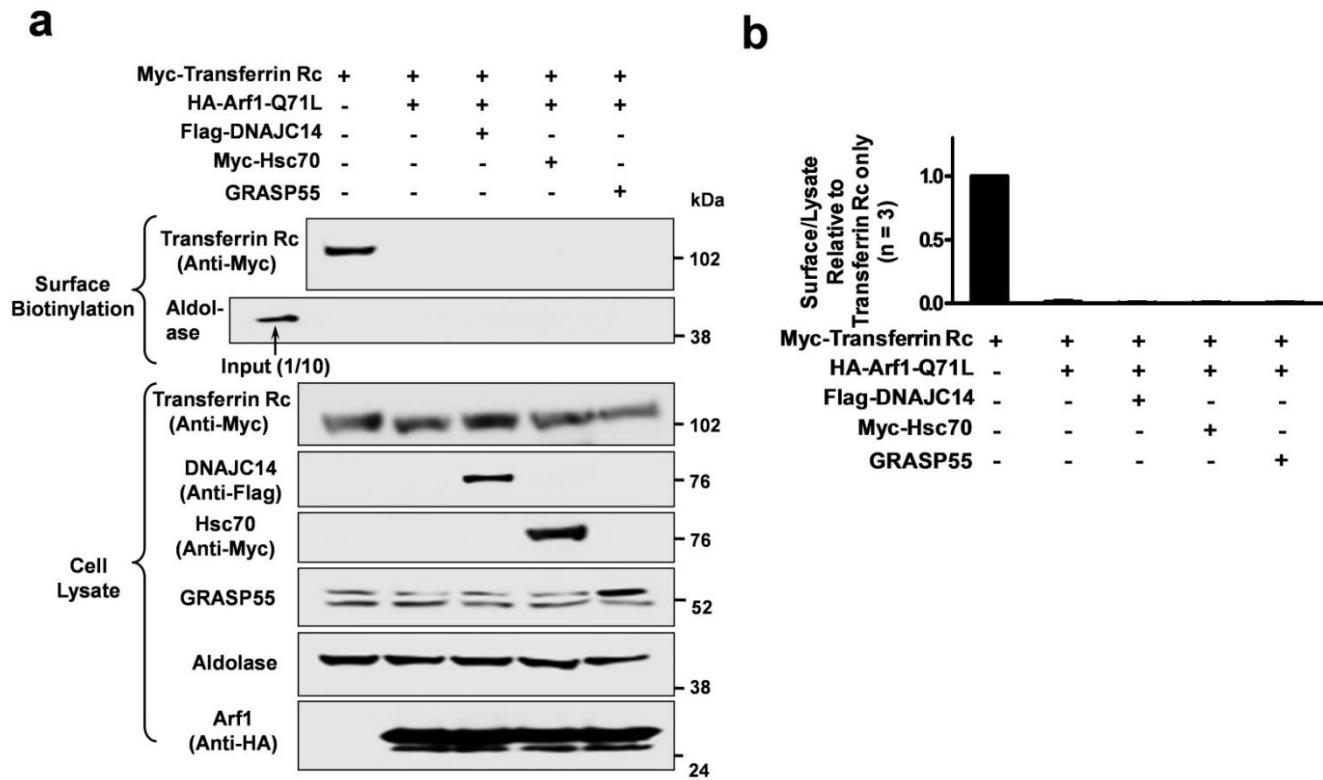 a
Myc-Transferrin Rc + + + + +
HA-Arf1-Q71L - + + + +
Flag-DNAJC14 - - + - -
Myc-Hsc70 - - - + -
GRASP55 - - - - +
kDa
Surface
Biotinylation
Transferrin Rc
(Anti-Myc)
102
Aldol-
ase
38
Input (1/10)
Cell
Lysate
Transferrin Rc
(Anti-Myc)
102
DNAJC14
(Anti-Flag)
76
Hsc70
(Anti-Myc)
76
GRASP55
52
Aldolase
38
Arf1
(Anti-HA)
24
b
Surface/Lysate
Relative to
Transferrin Rc only
(n = 3)
1.0
0.5
0.0
Myc-Transferrin Rc + + + + +
HA-Arf1-Q71L - + + + +
Flag-DNAJC14 - - + - -
Myc-Hsc70 - - - + -
GRASP55 - - - - +